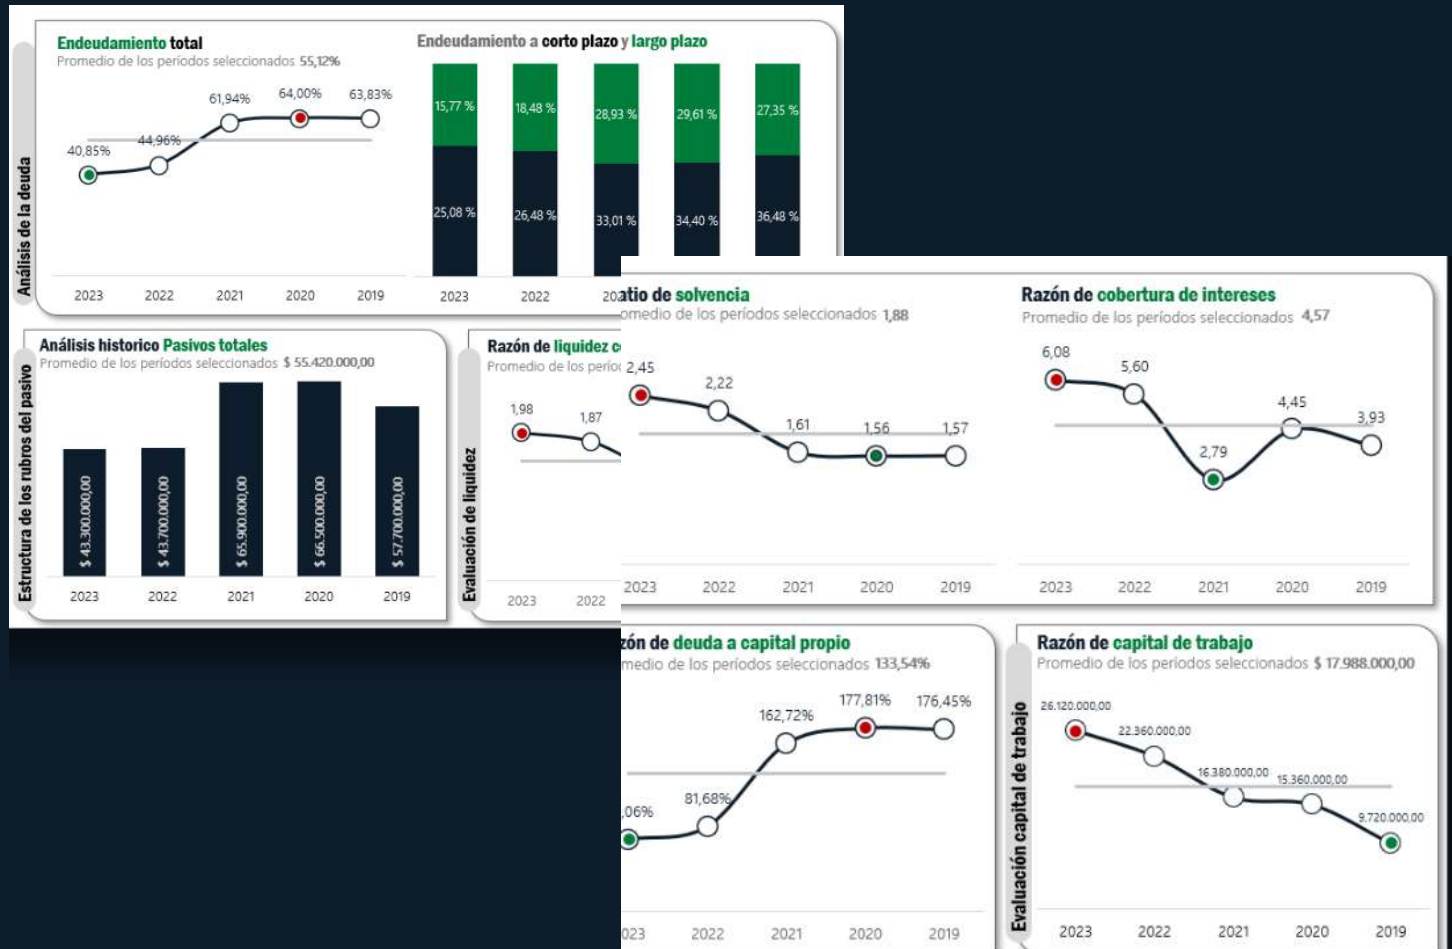 Análisis de la deuda
Endeudamiento total
Promedio de los períodos seleccionados 55,12%
40,85%
44,96%
61,94%
64,00%
63,83%
2023 2022 2021 2020 2019
Endeudamiento a corto plazo y largo plazo
15,77 % 18,48 % 28,93 % 29,61 % 27,35 %
25,08 % 26,48 % 33,01 % 34,40 % 36,48 %
2023 2022
Estructura de los rubros del pasivo
Análisis historico Pasivos totales
Promedio de los períodos seleccionados $ 55.420.000,00
$ 43.300.000,00
$ 43.700.000,00
$ 65.900.000,00
$ 66.500.000,00
$ 57.700.000,00
2023 2022 2021 2020 2019
Evaluación de liquidez
Razón de liquidez
Promedio de los
1,98
1,87
2023 2022
de solvencia
de los períodos seleccionados 1,88
2,45
2,22
1,61
1,56
1,57
2023 2022 2021 2020 2019
Razón de cobertura de intereses
Promedio de los períodos seleccionados 4,57
6,08
5,60
2,79
4,45
3,93
2023 2022 2021 2020 2019
de deuda a capital propio
de los períodos seleccionados 133,54%
,06%
81,68%
162,72%
177,81%
176,45%
023 2022 2021 2020 2019
Evaluación capital de trabajo
Razón de capital de trabajo
Promedio de los períodos seleccionados $ 17.988.000,00
26.120.000,00
22.360.000,00
16.380.000,00
15.360.000,00
9.720.000,00
2023 2022 2021 2020 2019